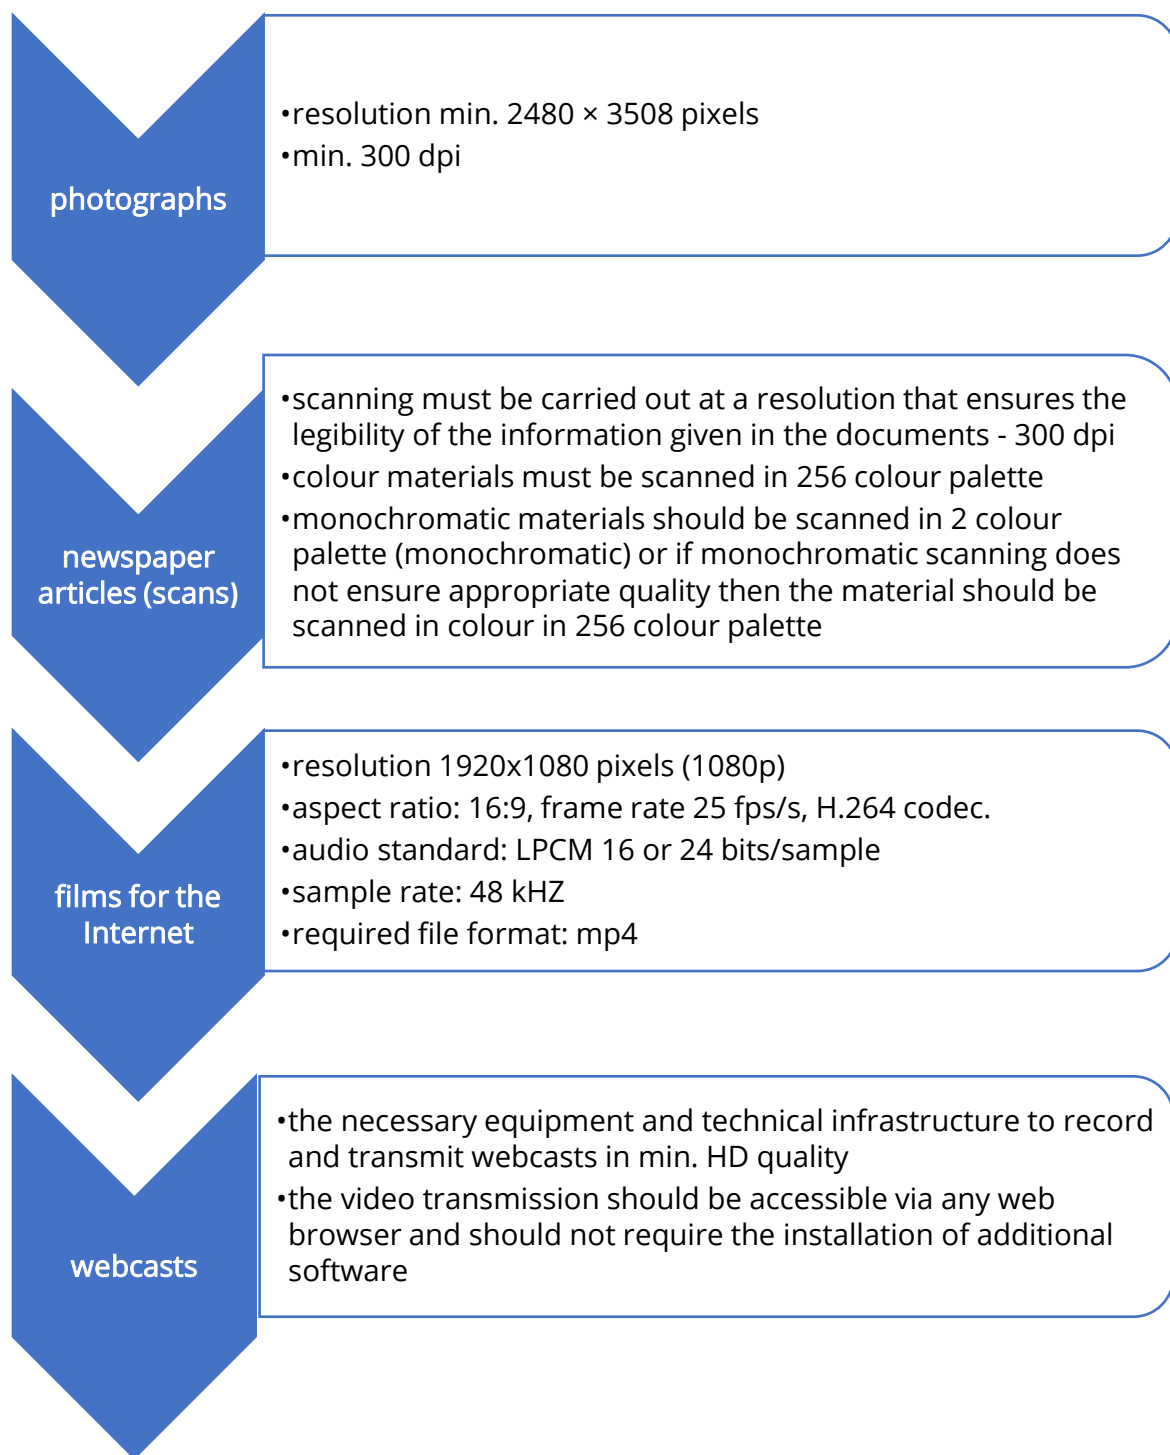 photographs
•resolution min. 2480 × 3508 pixels
•min. 300 dpi
newspaper
articles (scans)
•scanning must be carried out at a resolution that ensures the
legibility of the information given in the documents - 300 dpi
•colour materials must be scanned in 256 colour palette
•monochromatic materials should be scanned in 2 colour
palette (monochromatic) or if monochromatic scanning does
not ensure appropriate quality then the material should be
scanned in colour in 256 colour palette
films for the
Internet
•resolution 1920x1080 pixels (1080p)
•aspect ratio: 16:9, frame rate 25 fps/s, H.264 codec.
•audio standard: LPCM 16 or 24 bits/sample
•sample rate: 48 kHZ
•required file format: mp4
webcasts
•the necessary equipment and technical infrastructure to record
and transmit webcasts in min. HD quality
•the video transmission should be accessible via any web
browser and should not require the installation of additional
software